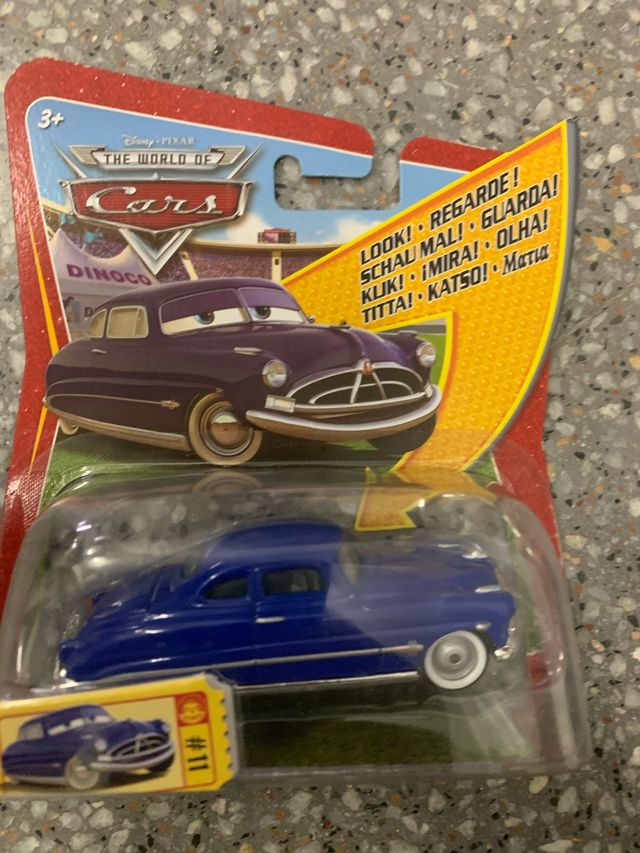 3+
Disney · PIXAR
THE WORLD OF
Cars
DINOCO
D
LOOK! · REGARDE!
SCHAU MAL! · GUARDA!
KIJK! · ¡MIRA! · OLHA!
TITTA! · KATSO! · Ματια
#11